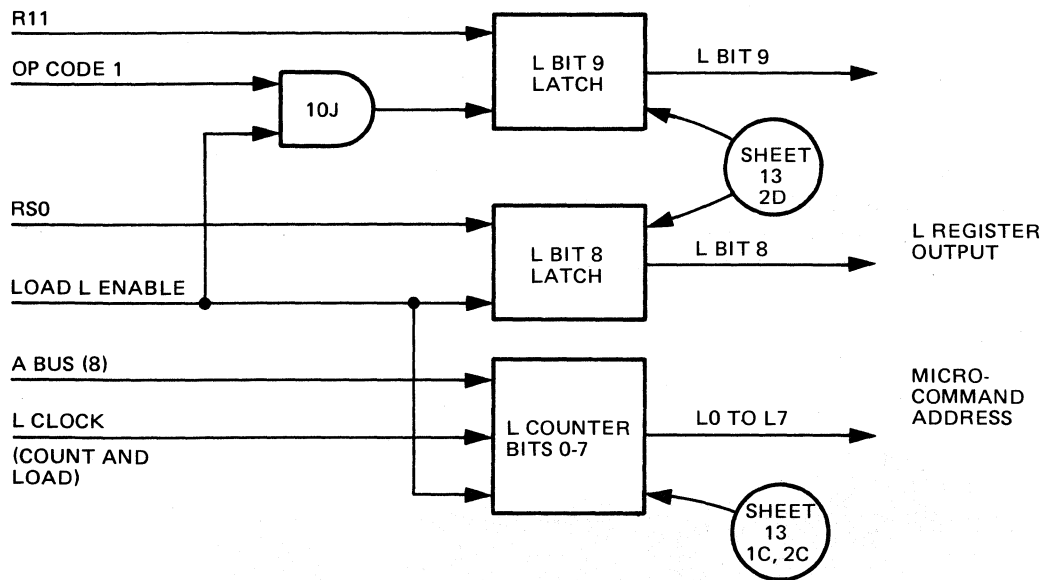 R11
OP CODE 1
10J
L BIT 9
LATCH
L BIT 9
SHEET
13
2D
RS0
L BIT 8
LATCH
L BIT 8
L REGISTER
OUTPUT
LOAD L ENABLE
A BUS (8)
L CLOCK
(COUNT AND
LOAD)
L COUNTER
BITS 0-7
L0 TO L7
MICRO-
COMMAND
ADDRESS
SHEET
13
1C, 2C